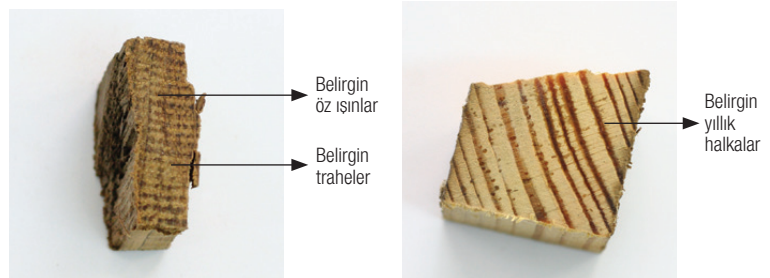 Belirgin
öz ışınlar
Belirgin
traheler
Belirgin
yıllık
halkalar